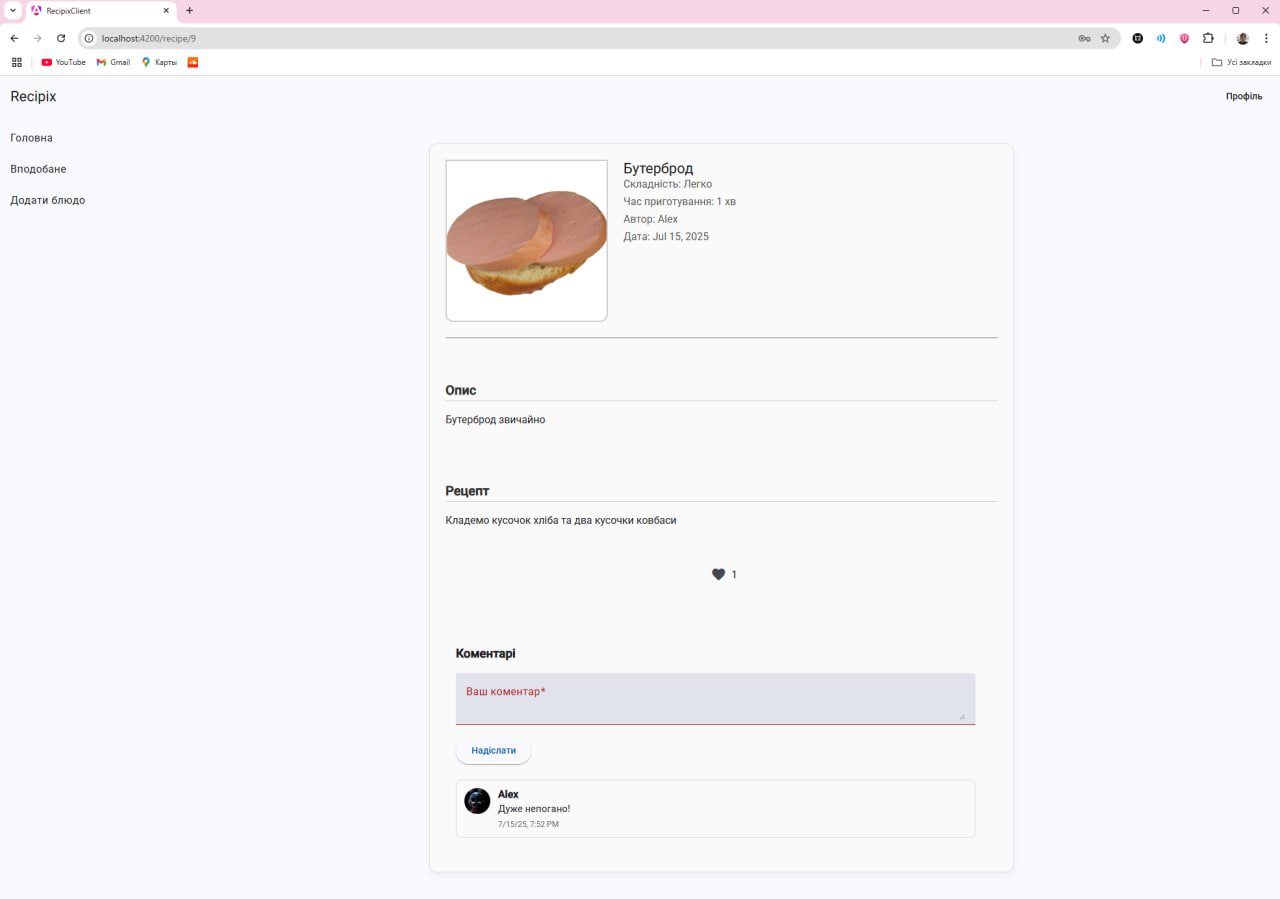 RecipixClient
localhost:4200/recipe/9
YouTube
Gmail
Карты
Усі закладки
Recipix
Профіль
Головна
Вподобане
Додати блюдо
Бутерброд
Складність: Легко
Час приготування: 1 хв
Автор: Alex
Дата: Jul 15, 2025
Опис
Бутерброд звичайно
Рецепт
Кладемо кусочок хліба та два кусочки ковбаси
1
Коментарі
Ваш коментар*
Надіслати
Alex
Дуже непогано!
7/15/25, 7:52 PM